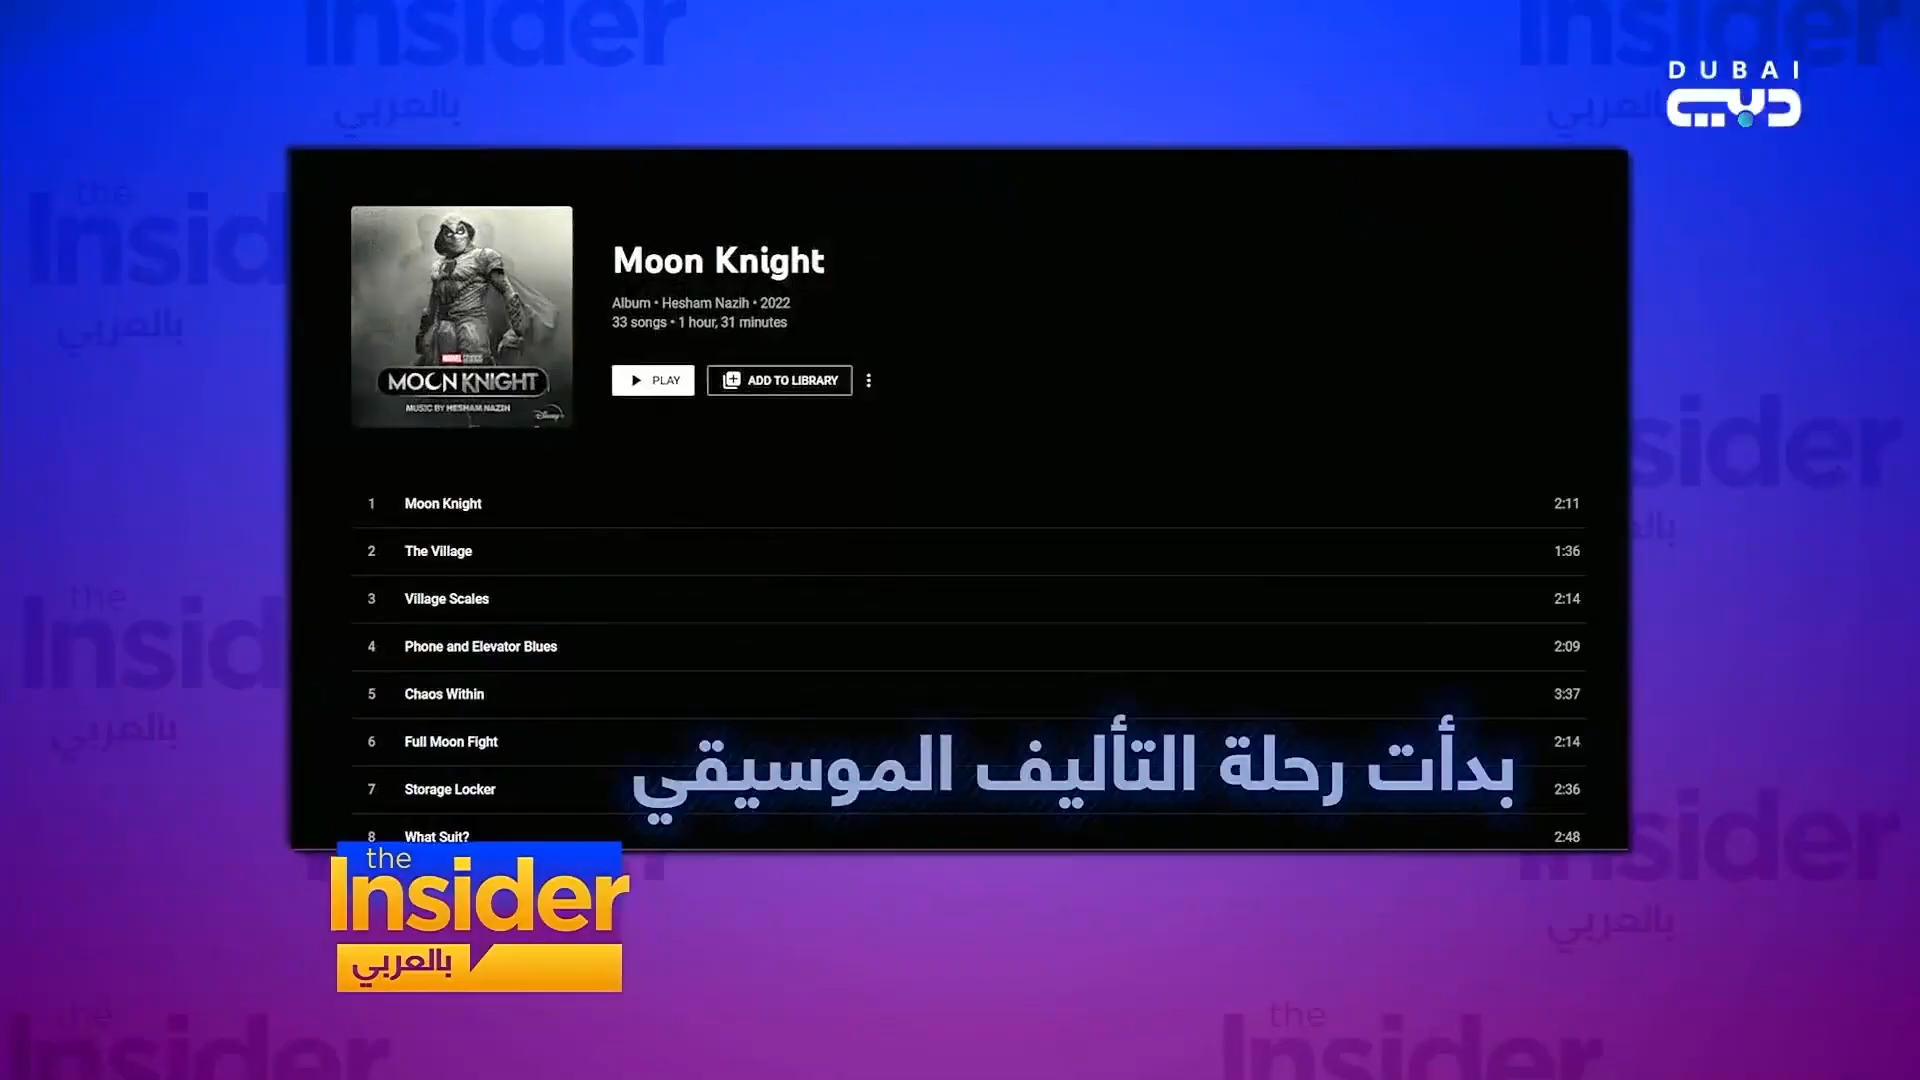 DUBAI
دبي
Moon Knight
Album • Hesham Nazih • 2022
33 songs • 1 hour, 31 minutes
PLAY
ADD TO LIBRARY
MARVEL STUDIOS
MOON KNIGHT
MUSIC BY HESHAM NAZIH
Disney+
1 Moon Knight 2:11
2 The Village 1:36
3 Village Scales 2:14
4 Phone and Elevator Blues 2:09
5 Chaos Within 3:37
6 Full Moon Fight 2:14
7 Storage Locker 2:36
8 What Suit? 2:48
بدأت رحلة التأليف الموسيقي
the
Insider
بالعربي